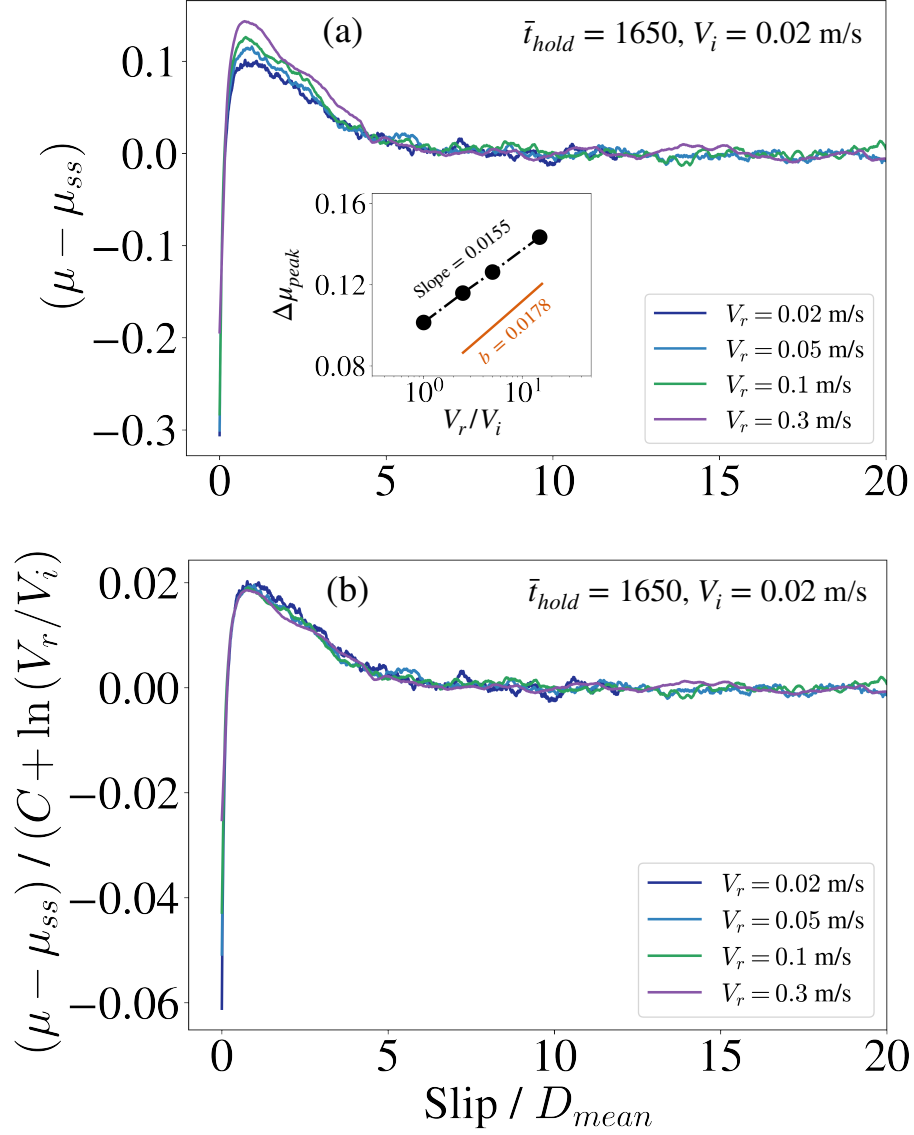 (a)
t̄_hold = 1650, V_i = 0.02 m/s
(μ − μ_ss)
0.1
0.0
−0.1
−0.2
−0.3
0 5 10 15 20
Δμ_peak
0.16
0.12
0.08
Slope = 0.0155
b = 0.0178
10⁰ 10¹
V_r/V_i
V_r = 0.02 m/s
V_r = 0.05 m/s
V_r = 0.1 m/s
V_r = 0.3 m/s
(b)
t̄_hold = 1650, V_i = 0.02 m/s
(μ − μ_ss) / (C + ln (V_r/V_i)
0.02
0.00
−0.02
−0.04
−0.06
V_r = 0.02 m/s
V_r = 0.05 m/s
V_r = 0.1 m/s
V_r = 0.3 m/s
0 5 10 15 20
Slip / D_mean